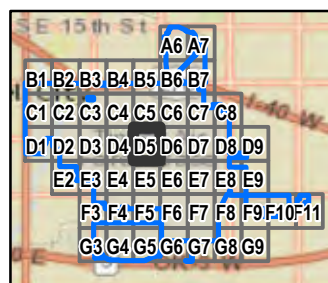 SE 15th St
A6 A7
B1 B2 B3 B4 B5 B6 B7
C1 C2 C3 C4 C5 C6 C7 C8
I-40 W
D1 D2 D3 D4 D5 D6 D7 D8 D9
E2 E3 E4 E5 E6 E7 E8 E9
F3 F4 F5 F6 F7 F8 F9 F10 F11
G3 G4 G5 G6 G7 G8 G9